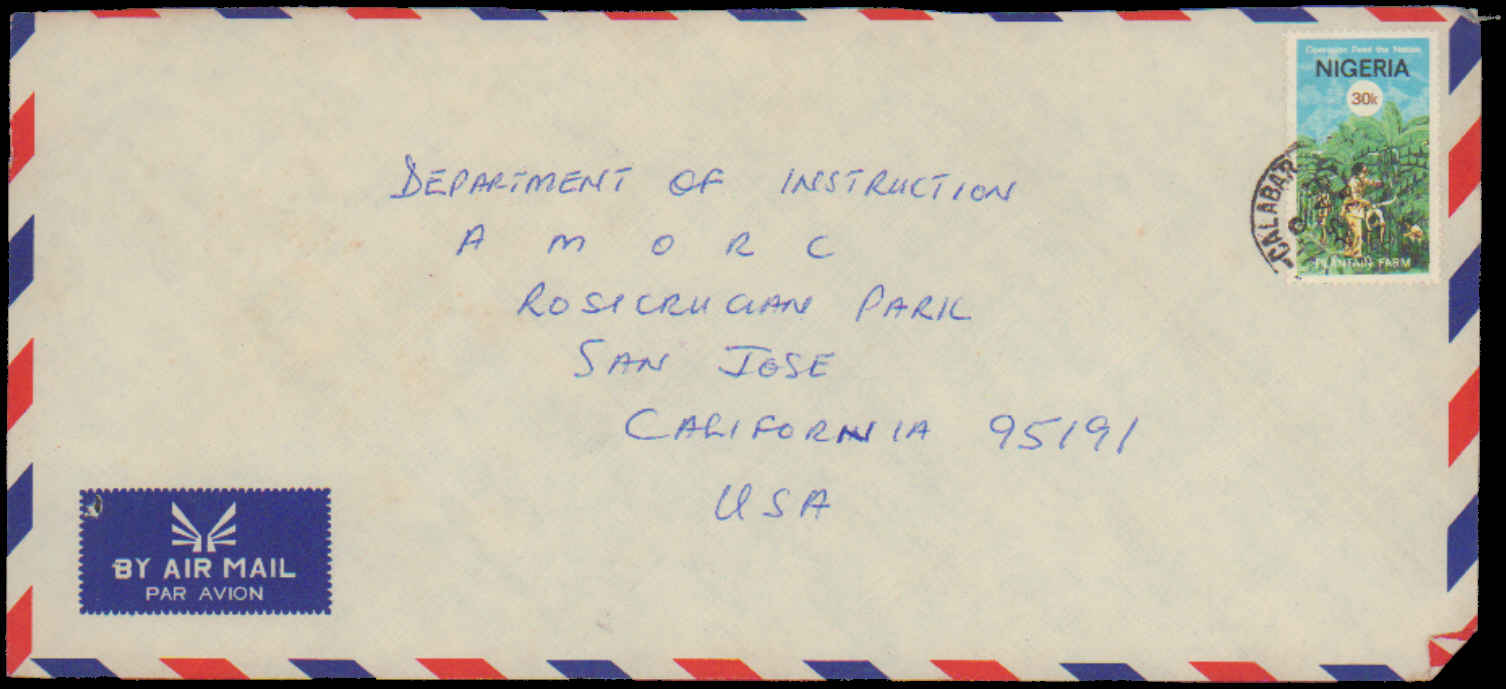 Operation Feed the Nation
NIGERIA
30k
CALABAR
PLANTAIN FARM
DEPARTMENT OF INSTRUCTION
A M O R C
ROSICRUCIAN PARK
SAN JOSE
CALIFORNIA 95191
USA
BY AIR MAIL
PAR AVION